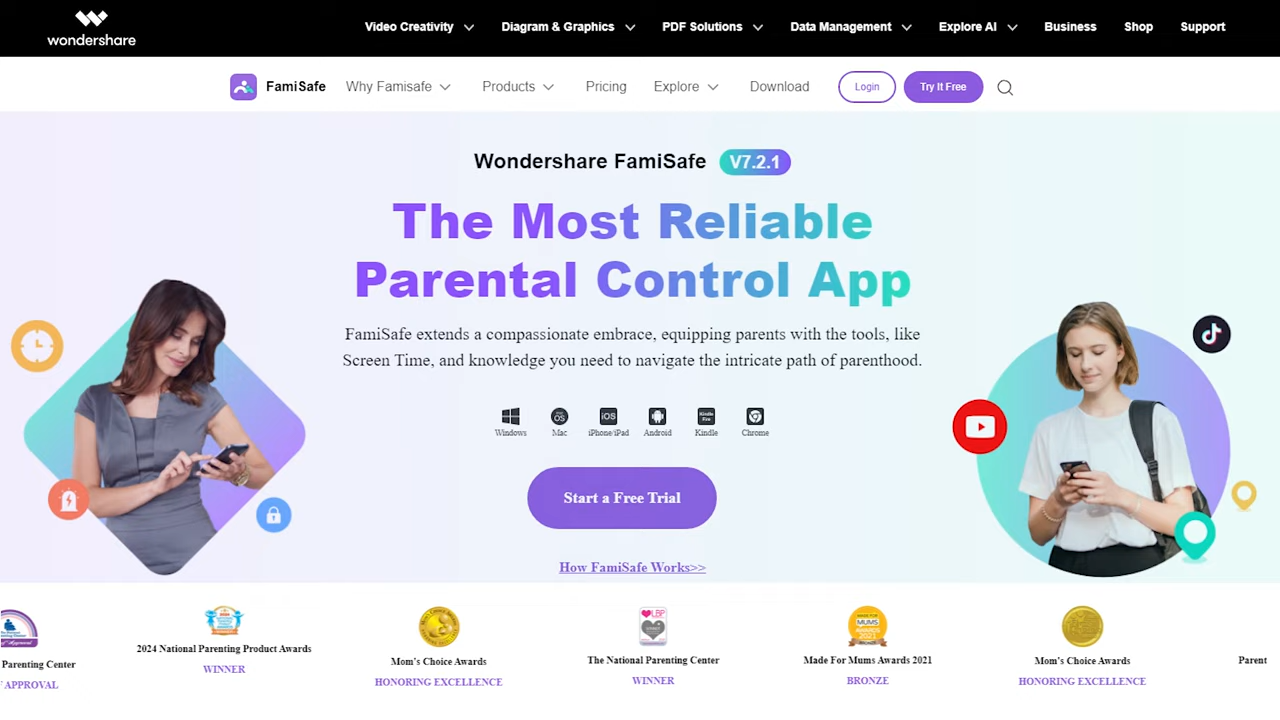 wondershare
Video Creativity
Diagram & Graphics
PDF Solutions
Data Management
Explore AI
Business
Shop
Support
FamiSafe
Why Famisafe
Products
Pricing
Explore
Download
Login
Try It Free
Wondershare FamiSafe V7.2.1
The Most Reliable
Parental Control App
FamiSafe extends a compassionate embrace, equipping parents with the tools, like
Screen Time, and knowledge you need to navigate the intricate path of parenthood.
Windows
Mac
iPhone/iPad
Android
Kindle
Chrome
Start a Free Trial
How FamiSafe Works>>
Parenting Center
APPROVAL
2024 National Parenting Product Awards
WINNER
Mom's Choice Awards
HONORING EXCELLENCE
The National Parenting Center
WINNER
Made For Mums Awards 2021
BRONZE
Mom's Choice Awards
HONORING EXCELLENCE
Parent